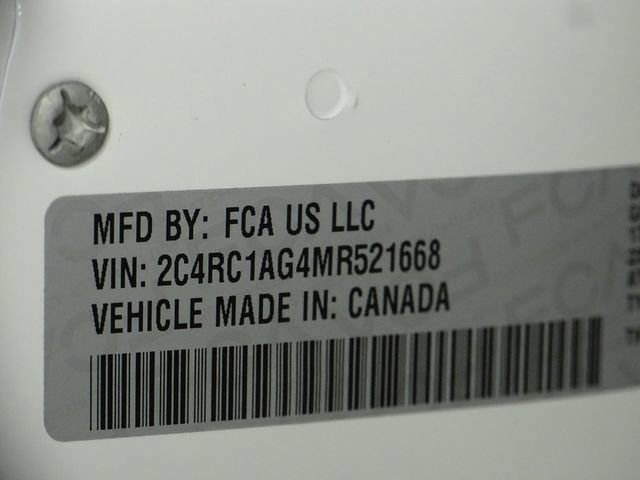 MFD BY: FCA US LLC
VIN: 2C4RC1AG4MR521668
VEHICLE MADE IN: CANADA